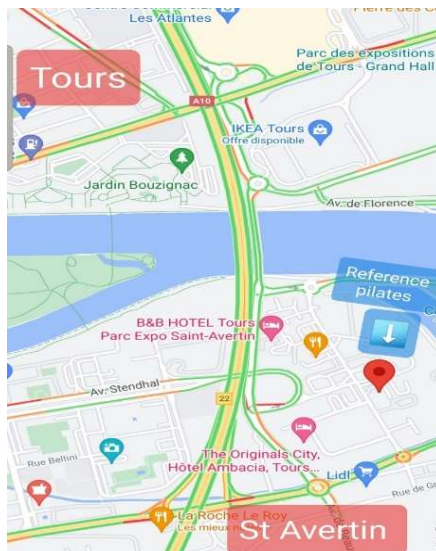 Les Atlantes
Parc des expositions
de Tours - Grand Hall
Tours
A10
IKEA Tours
Offre disponible
Jardin Bouzignac
Av. de Florence
Reference
pilates
B&B HOTEL Tours
Parc Expo Saint-Avertin
Av. Stendhal
22
The Originals City,
Hôtel Ambacia, Tours...
Rue Bellini
Lidl
La Roche Le Roy
Les mieux
St Avertin